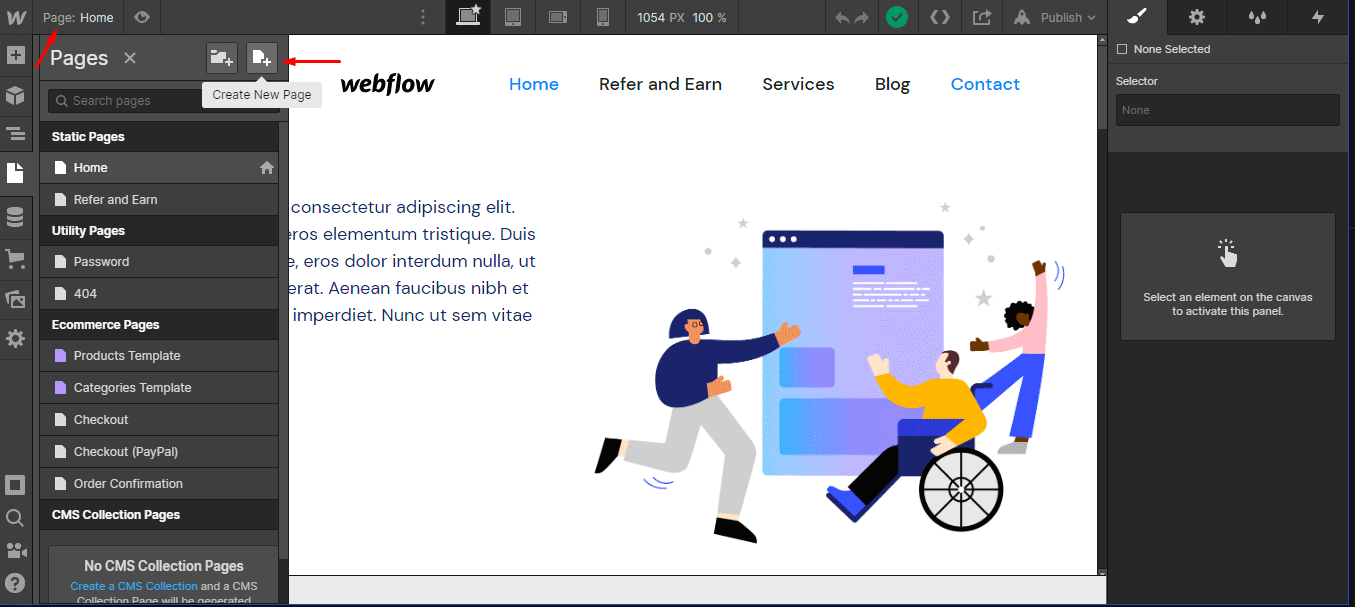 Page: Home
1054 PX 100 %
Publish
Pages
Create New Page
Search pages
Static Pages
Home
Refer and Earn
Utility Pages
Password
404
Ecommerce Pages
Products Template
Categories Template
Checkout
Checkout (PayPal)
Order Confirmation
CMS Collection Pages
No CMS Collection Pages
Create a CMS Collection and a CMS
Collection Page will be generated
webflow
Home
Refer and Earn
Services
Blog
Contact
consectetur adipiscing elit.
eros elementum tristique. Duis
e, eros dolor interdum nulla, ut
erat. Aenean faucibus nibh et
imperdiet. Nunc ut sem vitae
None Selected
Selector
None
Select an element on the canvas
to activate this panel.